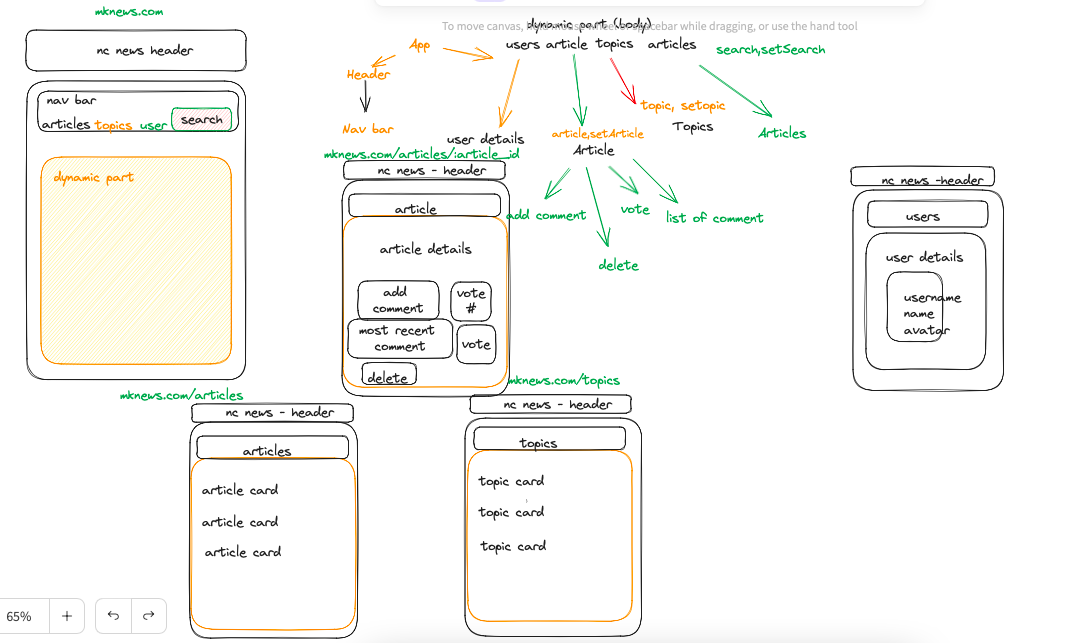 mknews.com
nc news header
nav bar
articles topics user search
dynamic part
To move canvas, hold mouse wheel or spacebar while dragging, or use the hand tool
dynamic part (body)
App
users article topics articles
search,setSearch
Header
Nav bar
user details
article,setArticle
Article
topic, setopic
Topics
Articles
add comment
vote
list of comment
delete
mknews.com/articles/:article_id
nc news - header
article
article details
add
comment
vote
#
most recent
comment
vote
delete
nc news -header
users
user details
username
name
avatar
mknews.com/articles
nc news - header
articles
article card
article card
article card
mknews.com/topics
nc news - header
topics
topic card
topic card
topic card
65%